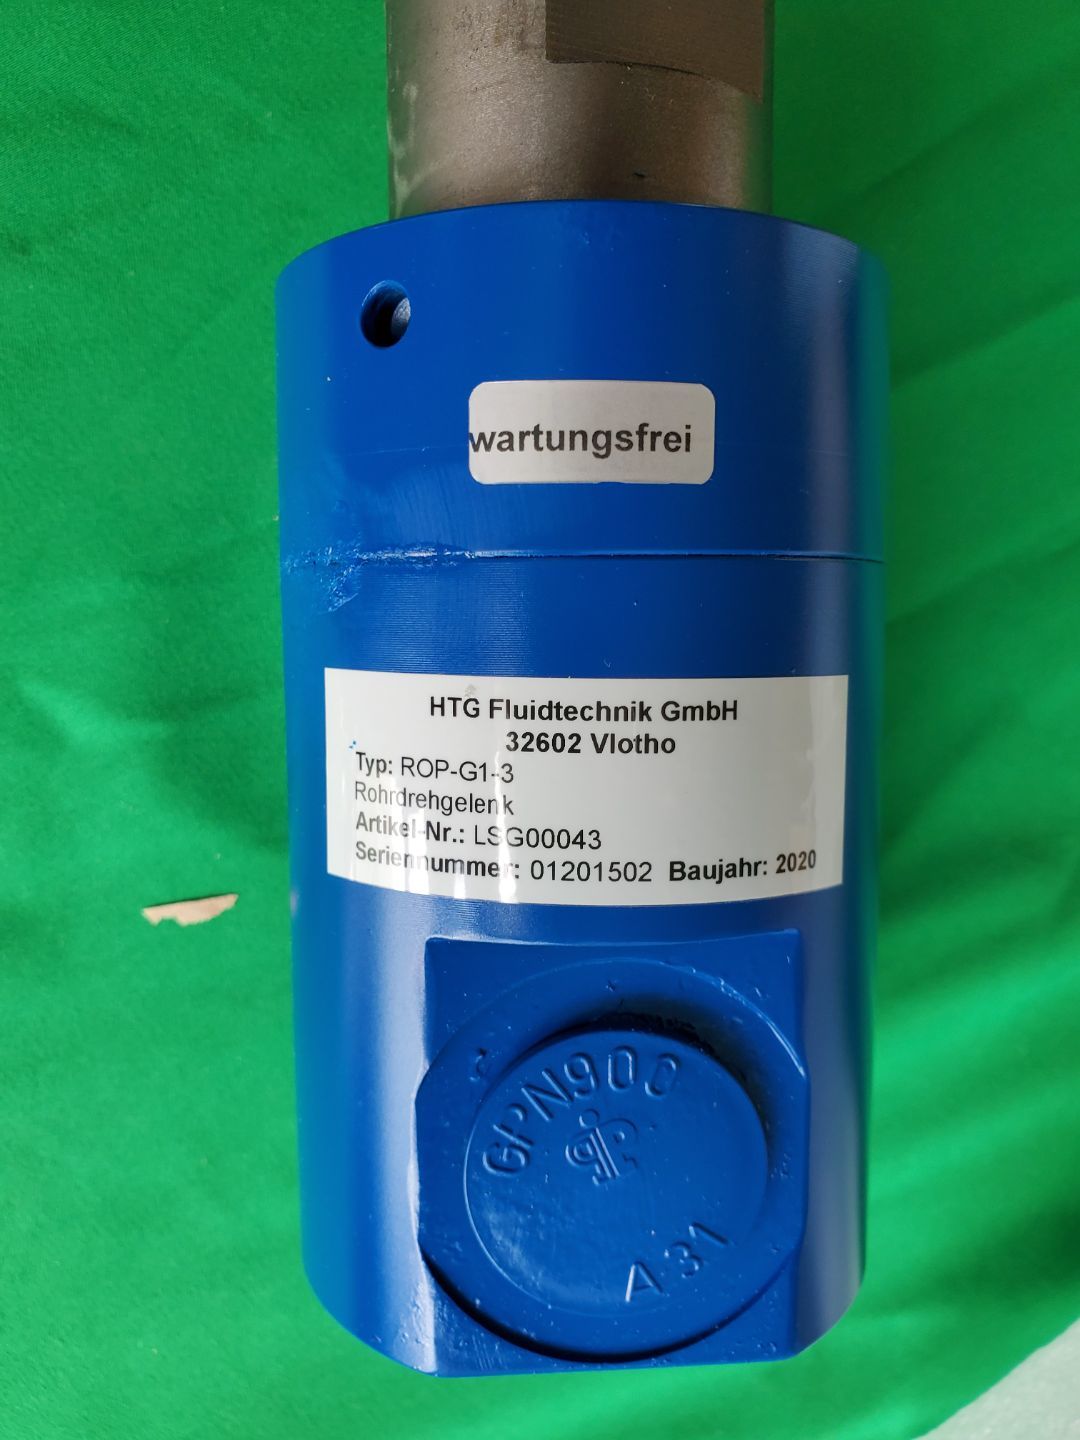 wartungsfrei
HTG Fluidtechnik GmbH
32602 Vlotho
Typ: ROP-G1-3
Rohrdrehgelenk
Artikel-Nr.: LSG00043
Seriennummer: 01201502 Baujahr: 2020
GPN900
A 31